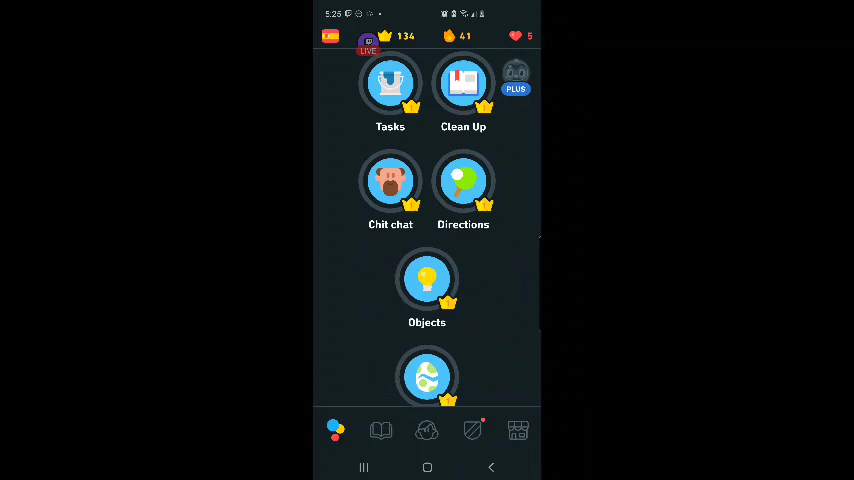 5:25
134
41
5
LIVE
PLUS
Tasks
Clean Up
Chit chat
Directions
Objects